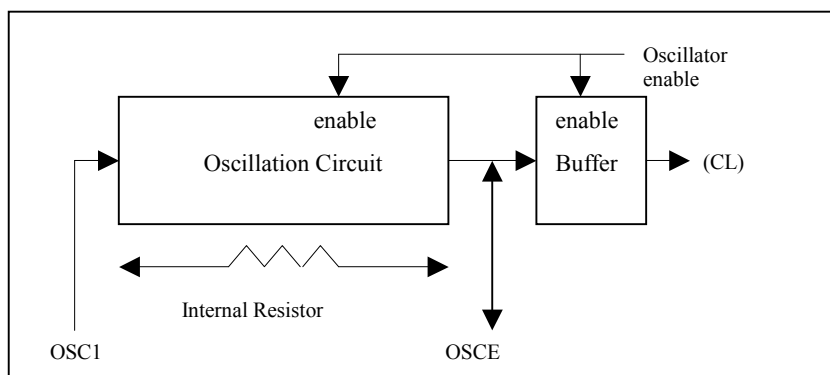 Oscillator
enable
enable
enable
Oscillation Circuit
Buffer
(CL)
Internal Resistor
OSC1
OSCE